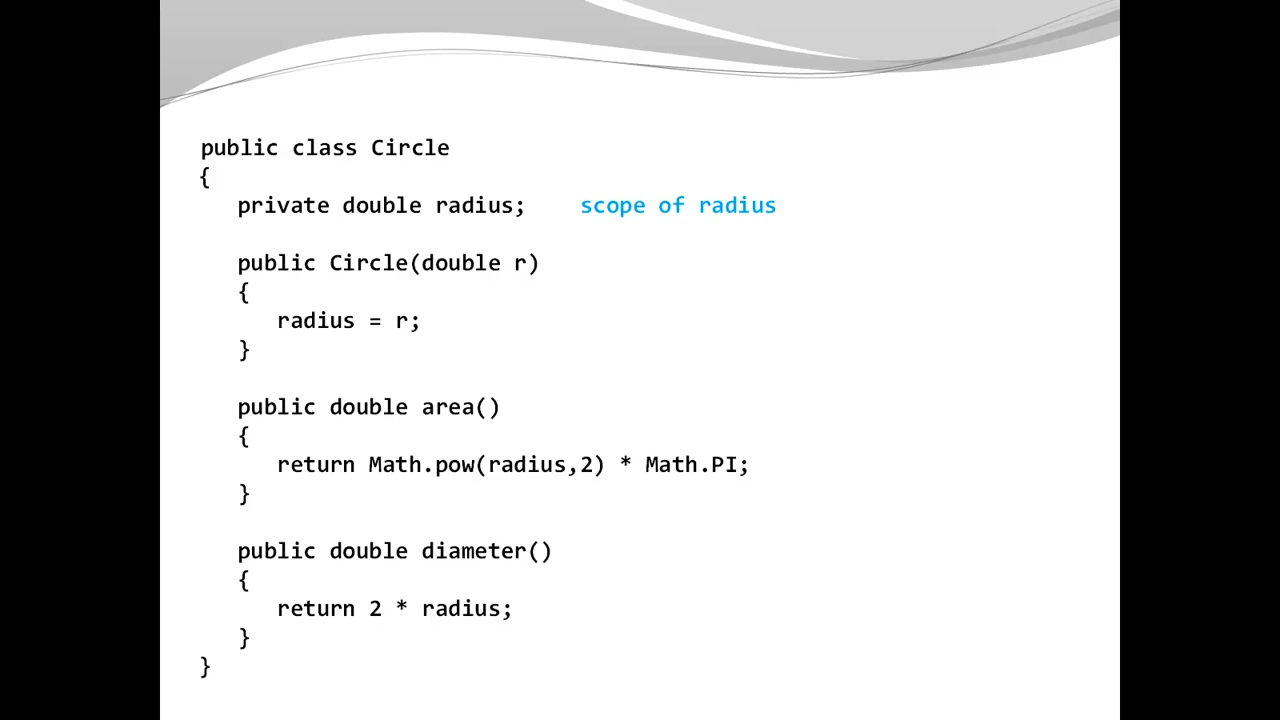 public class Circle
{
private double radius;    scope of radius
public Circle(double r)
{
radius = r;
}
public double area()
{
return Math.pow(radius,2) * Math.PI;
}
public double diameter()
{
return 2 * radius;
}
}